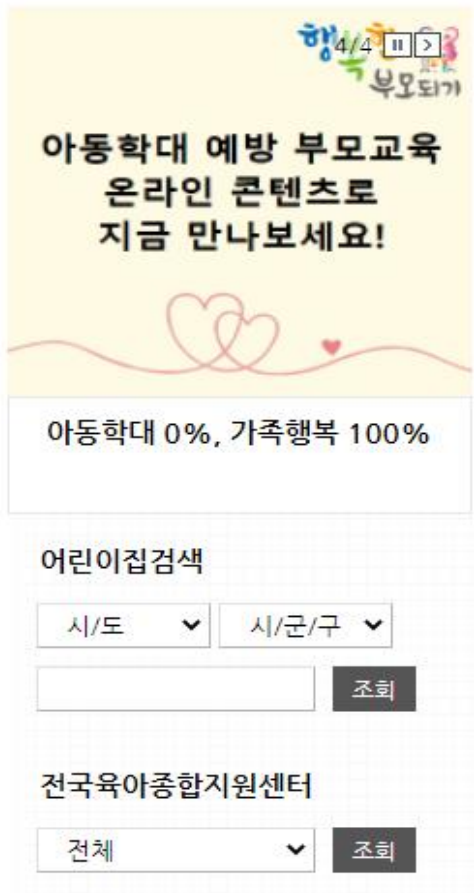 행복한
4/4
부모되기
아동학대 예방 부모교육
온라인 콘텐츠로
지금 만나보세요!
아동학대 0%, 가족행복 100%
어린이집검색
시/도 시/군/구
조회
전국육아종합지원센터
전체 조회